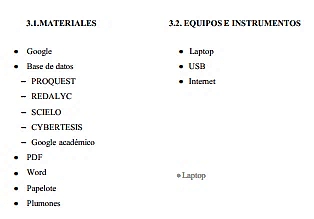 3.1.MATERIALES
• Google
• Base de datos
– PROQUEST
– REDALYC
– SCIELO
– CYBERTESIS
– Google académico
• PDF
• Word
• Papelote
• Plumones
3.2. EQUIPOS E INSTRUMENTOS
• Laptop
• USB
• Internet
• Laptop